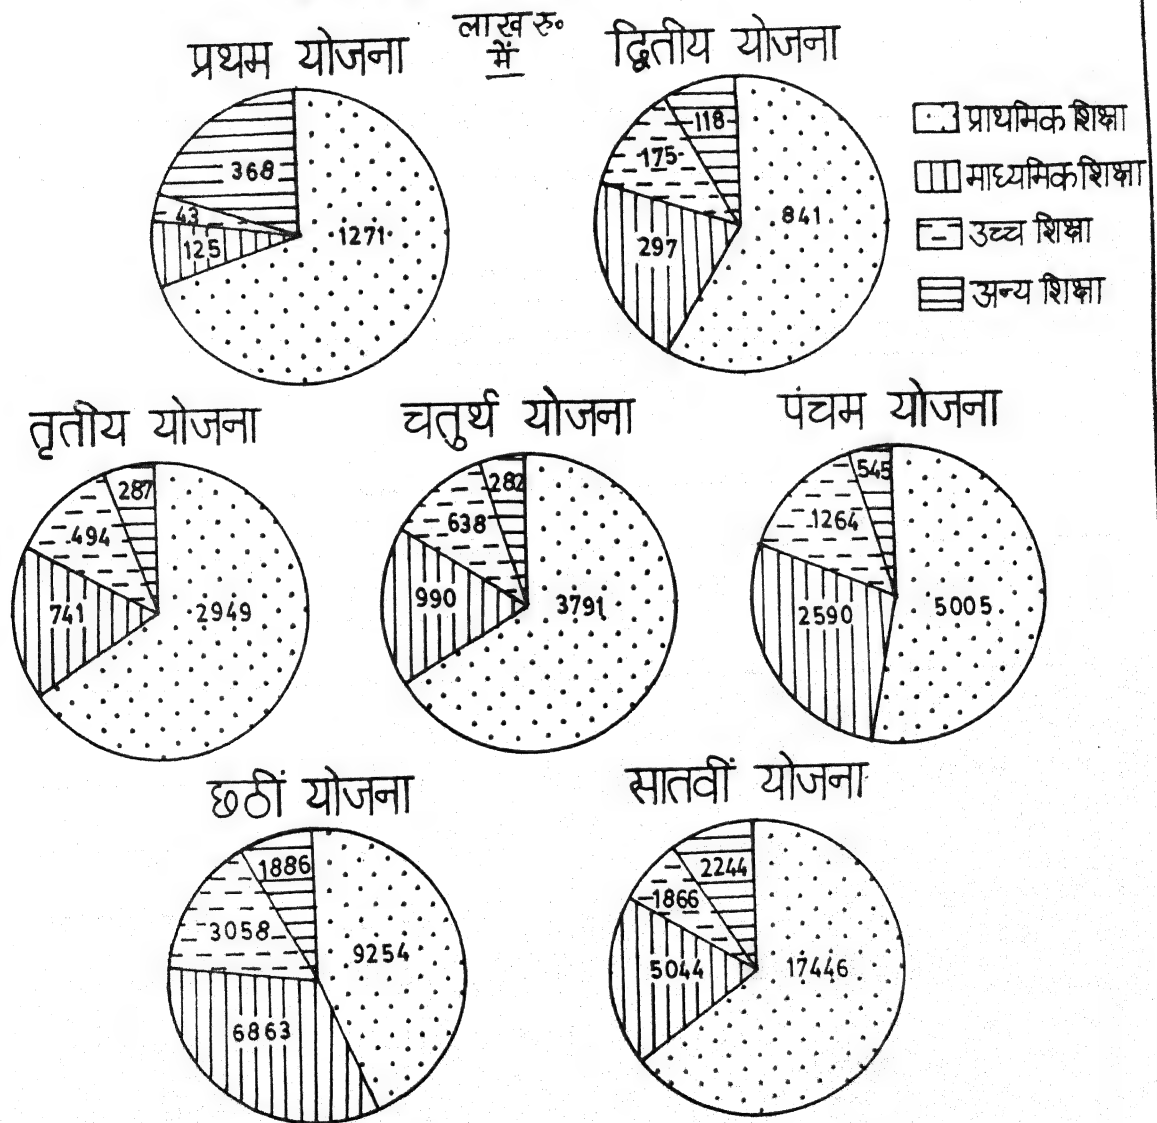 लाख रु०
में
प्रथम योजना
368
43
125
1271
द्वितीय योजना
118
175
841
297
प्राथमिक शिक्षा
माध्यमिक शिक्षा
उच्च शिक्षा
अन्य शिक्षा
तृतीय योजना
287
494
741
2949
चतुर्थ योजना
282
638
990
3791
पंचम योजना
545
1264
2590
5005
छठीं योजना
1886
3058
9254
6863
सातवीं योजना
2244
1866
5044
17446